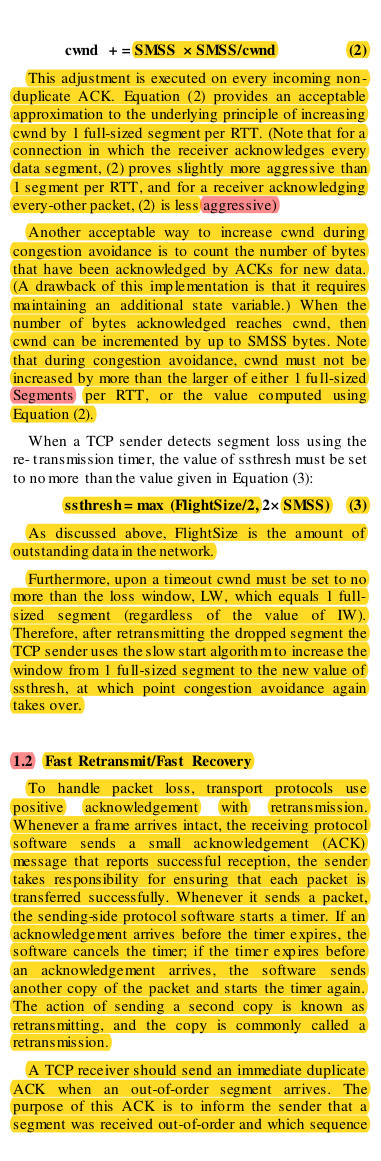 cwnd += SMSS × SMSS/cwnd (2)
This adjustment is executed on every incoming non-
duplicate ACK. Equation (2) provides an acceptable
approximation to the underlying principle of increasing
cwnd by 1 full-sized segment per RTT. (Note that for a
connection in which the receiver acknowledges every
data segment, (2) proves slightly more aggressive than
1 segment per RTT, and for a receiver acknowledging
every-other packet, (2) is less aggressive)
Another acceptable way to increase cwnd during
congestion avoidance is to count the number of bytes
that have been acknowledged by ACKs for new data.
(A drawback of this implementation is that it requires
maintaining an additional state variable.) When the
number of bytes acknowledged reaches cwnd, then
cwnd can be incremented by up to SMSS bytes. Note
that during congestion avoidance, cwnd must not be
increased by more than the larger of either 1 full-sized
Segments per RTT, or the value computed using
Equation (2).
When a TCP sender detects segment loss using the
re-transmission timer, the value of ssthresh must be set
to no more than the value given in Equation (3):
ssthresh = max (FlightSize/2, 2× SMSS) (3)
As discussed above, FlightSize is the amount of
outstanding data in the network.
Furthermore, upon a timeout cwnd must be set to no
more than the loss window, LW, which equals 1 full-
sized segment (regardless of the value of IW).
Therefore, after retransmitting the dropped segment the
TCP sender uses the slow start algorithm to increase the
window from 1 full-sized segment to the new value of
ssthresh, at which point congestion avoidance again
takes over.
1.2 Fast Retransmit/Fast Recovery
To handle packet loss, transport protocols use
positive acknowledgement with retransmission.
Whenever a frame arrives intact, the receiving protocol
software sends a small acknowledgement (ACK)
message that reports successful reception, the sender
takes responsibility for ensuring that each packet is
transferred successfully. Whenever it sends a packet,
the sending-side protocol software starts a timer. If an
acknowledgement arrives before the timer expires, the
software cancels the timer; if the timer expires before
an acknowledgement arrives, the software sends
another copy of the packet and starts the timer again.
The action of sending a second copy is known as
retransmitting, and the copy is commonly called a
retransmission.
A TCP receiver should send an immediate duplicate
ACK when an out-of-order segment arrives. The
purpose of this ACK is to inform the sender that a
segment was received out-of-order and which sequence